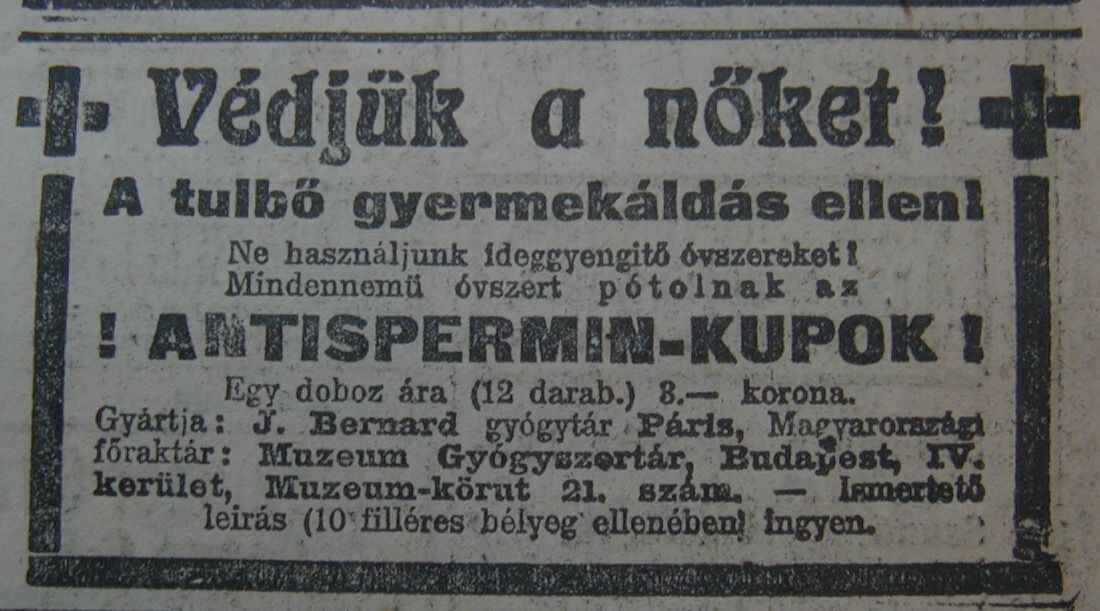 Védjük a nőket!
A tulbő gyermekáldás ellen!
Ne használjunk ideggyengitő óvszereket!
Mindennemü óvszert pótolnak az
! ANTISPERMIN-KUPOK !
Egy doboz ára (12 darab.) 3.— korona.
Gyártja: J. Bernard gyógytár Páris, Magyarországi
főraktár: Muzeum Gyógyszertár, Budapest, IV.
kerület, Muzeum-körut 21. szám. — Ismertető
leirás (10 filléres bélyeg ellenében) ingyen.